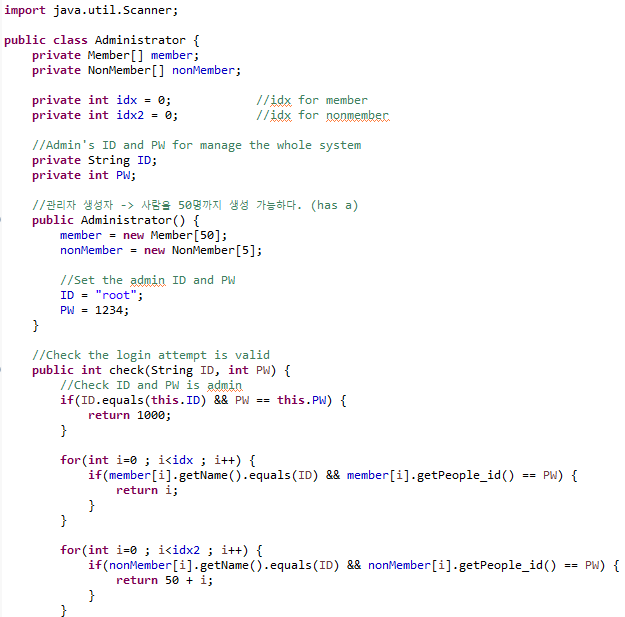 import java.util.Scanner;
public class Administrator {
private Member[] member;
private NonMember[] nonMember;
private int idx = 0;            //idx for member
private int idx2 = 0;           //idx for nonmember
//Admin's ID and PW for manage the whole system
private String ID;
private int PW;
//관리자 생성자 -> 사람을 50명까지 생성 가능하다. (has a)
public Administrator() {
member = new Member[50];
nonMember = new NonMember[5];
//Set the admin ID and PW
ID = "root";
PW = 1234;
}
//Check the login attempt is valid
public int check(String ID, int PW) {
//Check ID and PW is admin
if(ID.equals(this.ID) && PW == this.PW) {
return 1000;
}
for(int i=0 ; i<idx ; i++) {
if(member[i].getName().equals(ID) && member[i].getPeople_id() == PW) {
return i;
}
}
for(int i=0 ; i<idx2 ; i++) {
if(nonMember[i].getName().equals(ID) && nonMember[i].getPeople_id() == PW) {
return 50 + i;
}
}